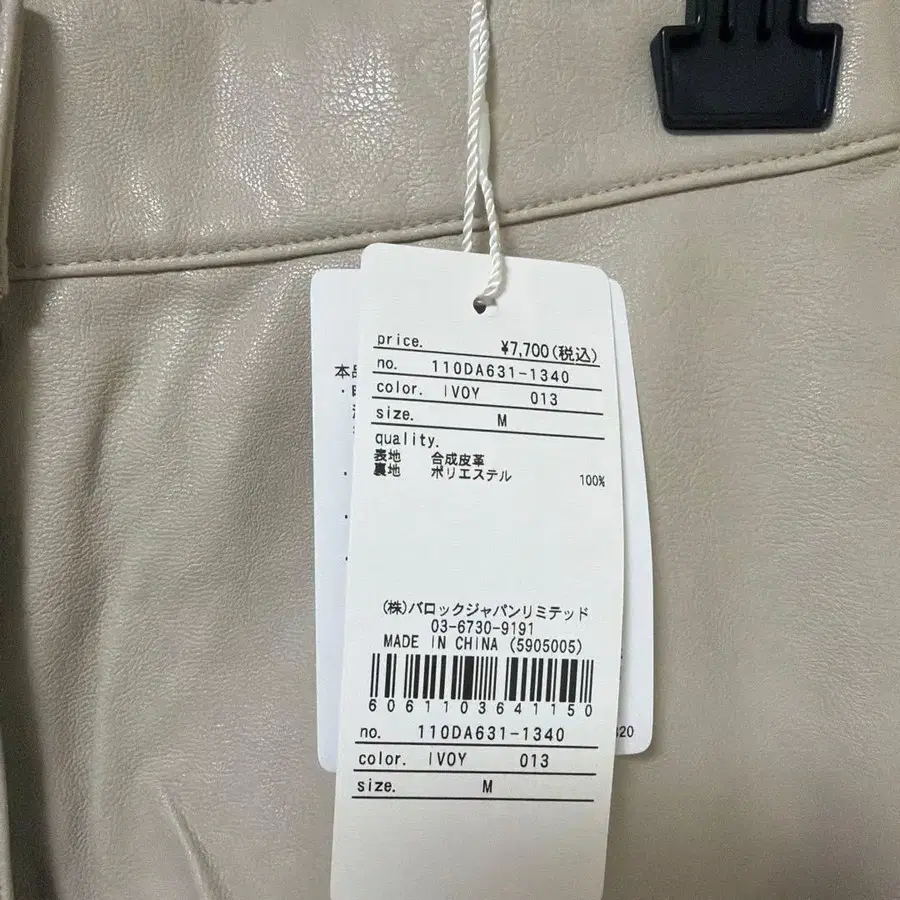 price. ¥7,700(税込)
no. 110DA631-1340
color. IVOY 013
size. M
quality.
表地 合成皮革
裏地 ポリエステル 100%
(株)バロックジャパンリミテッド
03-6730-9191
MADE IN CHINA (5905005)
6061103641150
no. 110DA631-1340
color. IVOY 013
size. M
本